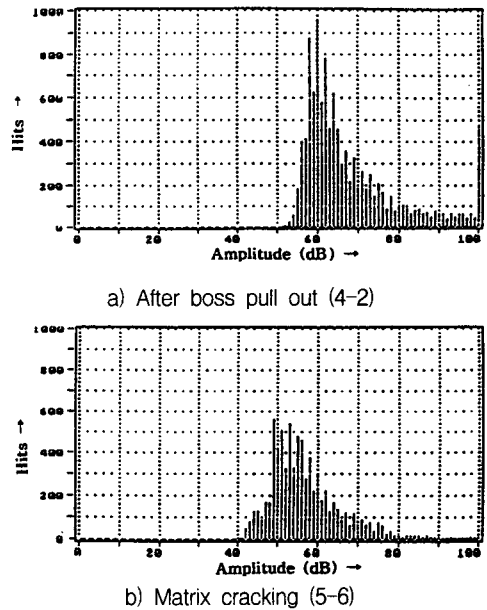 1000
800
600
400
200
0
Hits →
0 20 40 60 80 100
Amplitude (dB) →
a) After boss pull out (4-2)
1000
800
600
400
200
0
Hits →
0 20 40 60 80 100
Amplitude (dB) →
b) Matrix cracking (5-6)